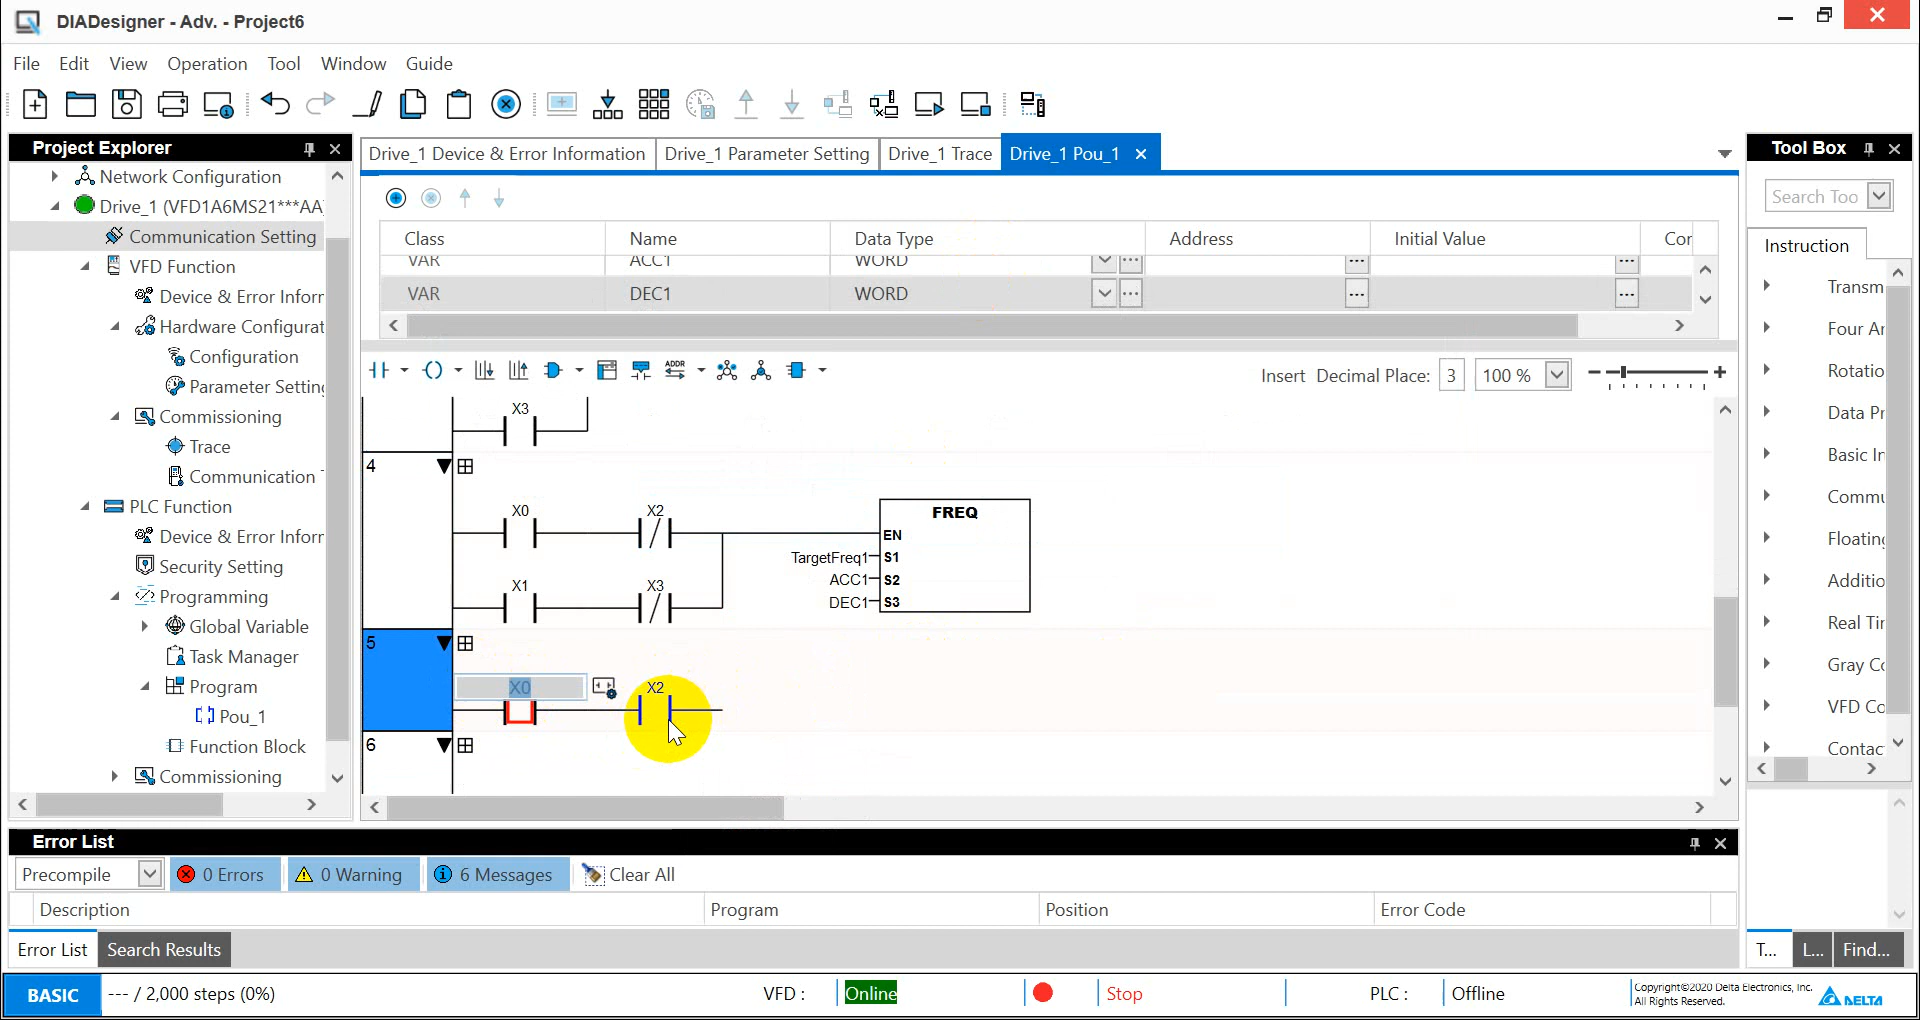 DIADesigner - Adv. - Project6
File Edit View Operation Tool Window Guide
Project Explorer
Network Configuration
Drive_1 (VFD1A6MS21***AA
Communication Setting
VFD Function
Device & Error Infor
Hardware Configurat
Configuration
Parameter Setting
Commissioning
Trace
Communication
PLC Function
Device & Error Infor
Security Setting
Programming
Global Variable
Task Manager
Program
Pou_1
Function Block
Commissioning
Drive_1 Device & Error Information Drive_1 Parameter Setting Drive_1 Trace Drive_1 Pou_1
Class Name Data Type Address Initial Value Cor
VAR ACC1 WORD
VAR DEC1 WORD
ADDR
Insert Decimal Place: 3 100 %
X3
4
X0 X2 FREQ
EN
TargetFreq1 S1
X1 X3 ACC1 S2
DEC1 S3
5
X0 X2
6
Tool Box
Search Too
Instruction
Transm
Four Ar
Rotatio
Data Pr
Basic In
Commu
Floating
Additio
Real Tir
Gray Co
VFD Co
Contac
Error List
Precompile 0 Errors 0 Warning 6 Messages Clear All
Description Program Position Error Code
Error List Search Results
T... L... Find...
BASIC --- / 2,000 steps (0%) VFD : Online Stop PLC : Offline
Copyright©2020 Delta Electronics, Inc.
All Rights Reserved.
DELTA